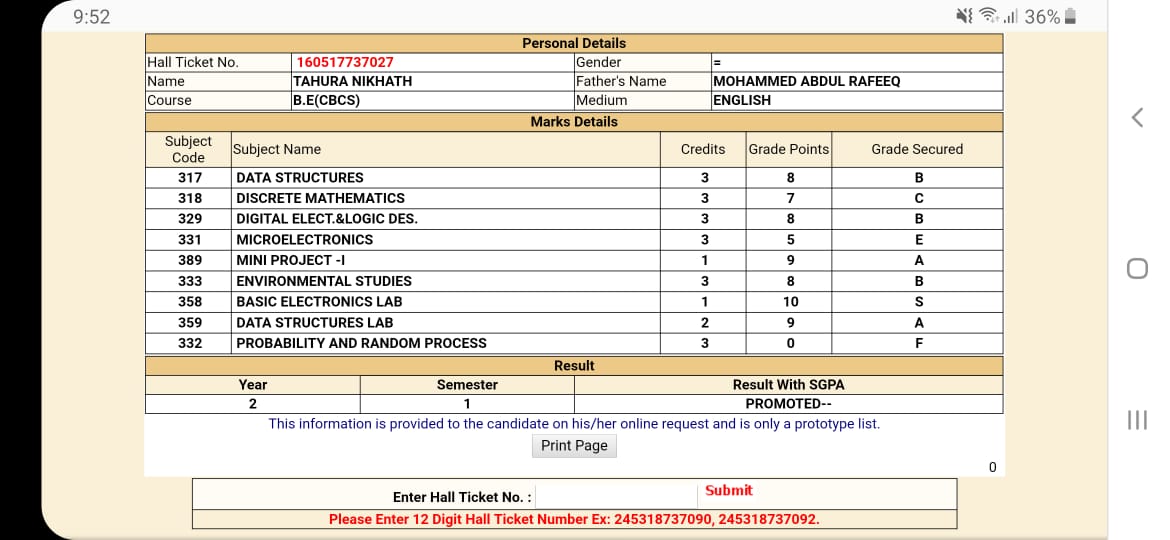 9:52 36%
Personal Details
Hall Ticket No. 160517737027 Gender =
Name TAHURA NIKHATH Father's Name MOHAMMED ABDUL RAFEEQ
Course B.E(CBCS) Medium ENGLISH
Marks Details
Subject Code Subject Name Credits Grade Points Grade Secured
317 DATA STRUCTURES 3 8 B
318 DISCRETE MATHEMATICS 3 7 C
329 DIGITAL ELECT.&LOGIC DES. 3 8 B
331 MICROELECTRONICS 3 5 E
389 MINI PROJECT -I 1 9 A
333 ENVIRONMENTAL STUDIES 3 8 B
358 BASIC ELECTRONICS LAB 1 10 S
359 DATA STRUCTURES LAB 2 9 A
332 PROBABILITY AND RANDOM PROCESS 3 0 F
Result
Year Semester Result With SGPA
2 1 PROMOTED--
This information is provided to the candidate on his/her online request and is only a prototype list.
Print Page
0
Enter Hall Ticket No. : Submit
Please Enter 12 Digit Hall Ticket Number Ex: 245318737090, 245318737092.